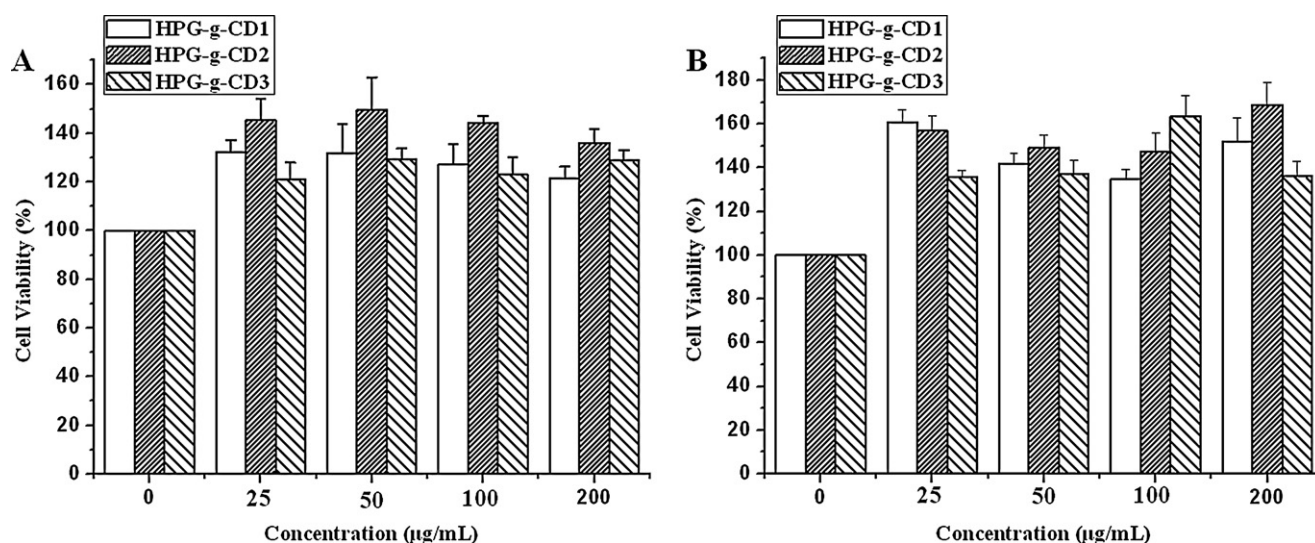 A
HPG-g-CD1
HPG-g-CD2
HPG-g-CD3
Cell Viability (%)
160
140
120
100
80
60
40
20
0
0 25 50 100 200
Concentration (µg/mL)
B
HPG-g-CD1
HPG-g-CD2
HPG-g-CD3
Cell Viability (%)
180
160
140
120
100
80
60
40
20
0
0 25 50 100 200
Concentration (µg/mL)